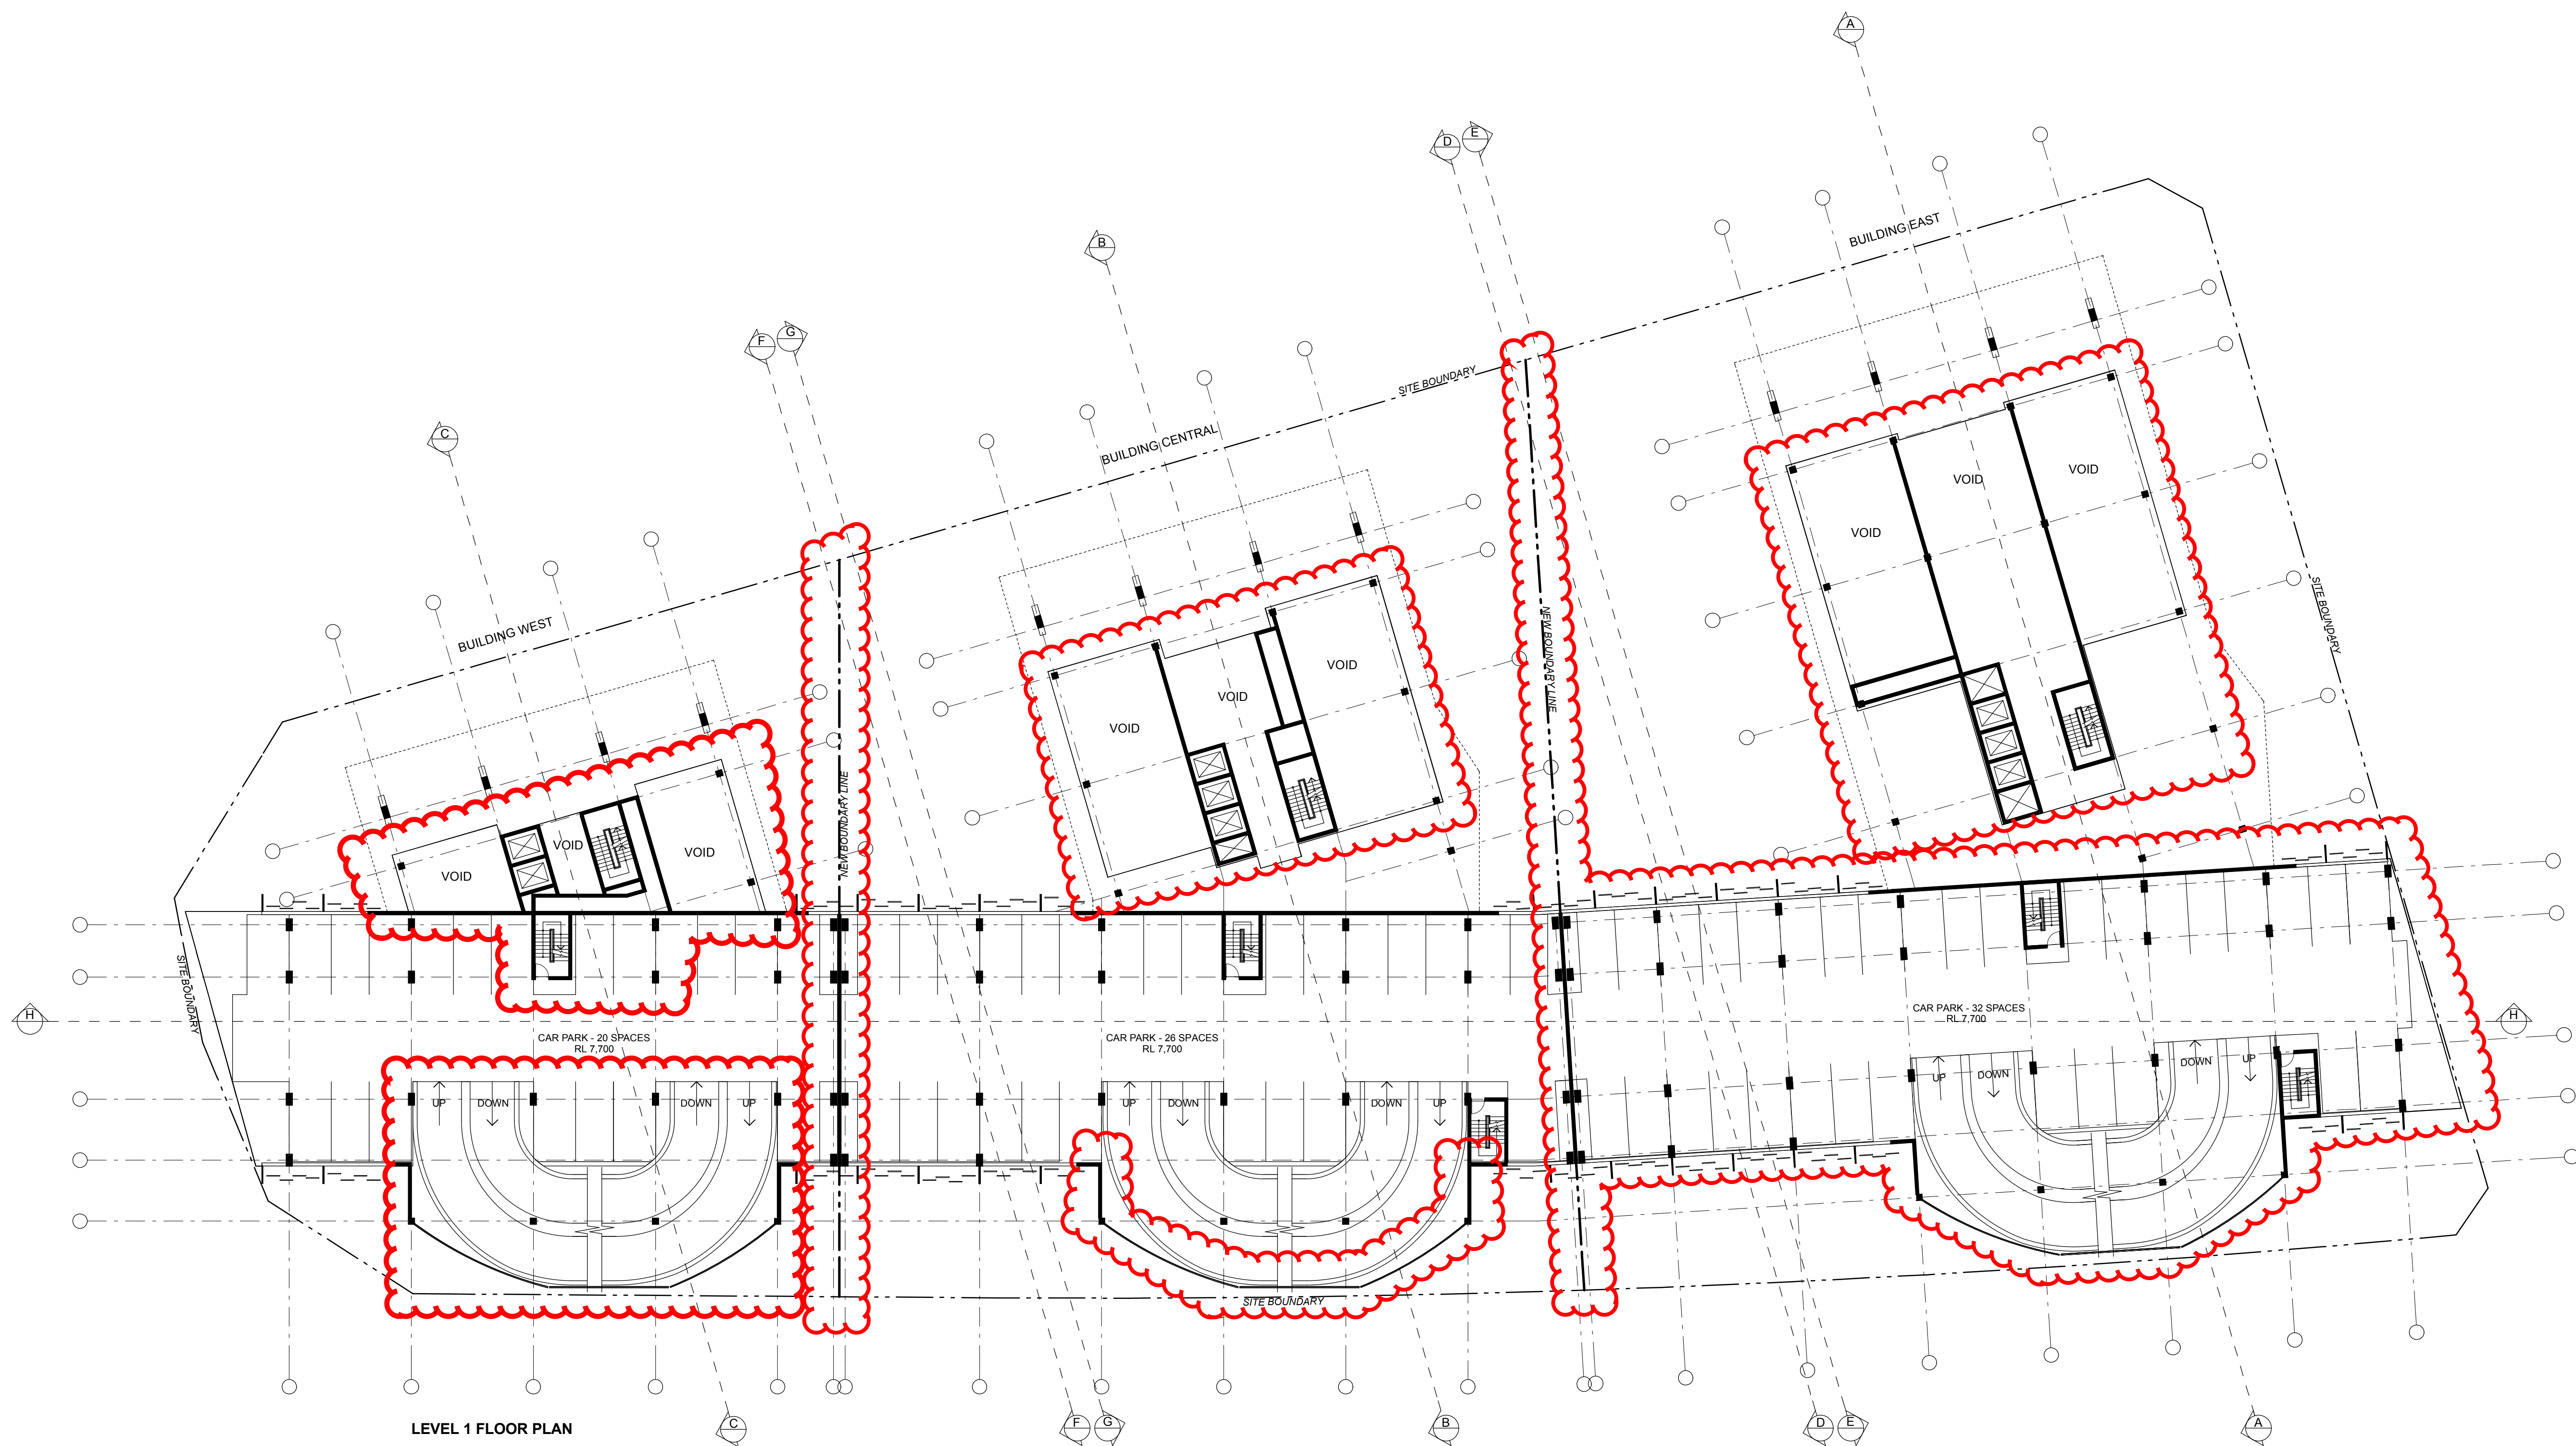 A
E
D
BUILDING EAST
B
G
F
SITE BOUNDARY
C
BUILDING CENTRAL
VOID
VOID
VOID
SITE BOUNDARY
BUILDING WEST
NEW BOUNDARY LINE
VOID
VOID
VOID
NEW BOUNDARY LINE
VOID
VOID
VOID
SITE BOUNDARY
H
H
CAR PARK - 20 SPACES
RL 7,700
CAR PARK - 26 SPACES
RL 7,700
CAR PARK - 32 SPACES
RL 7,700
UP
DOWN
DOWN
UP
UP
DOWN
DOWN
UP
UP
DOWN
DOWN
UP
SITE BOUNDARY
LEVEL 1 FLOOR PLAN
C
F
G
B
D
E
A